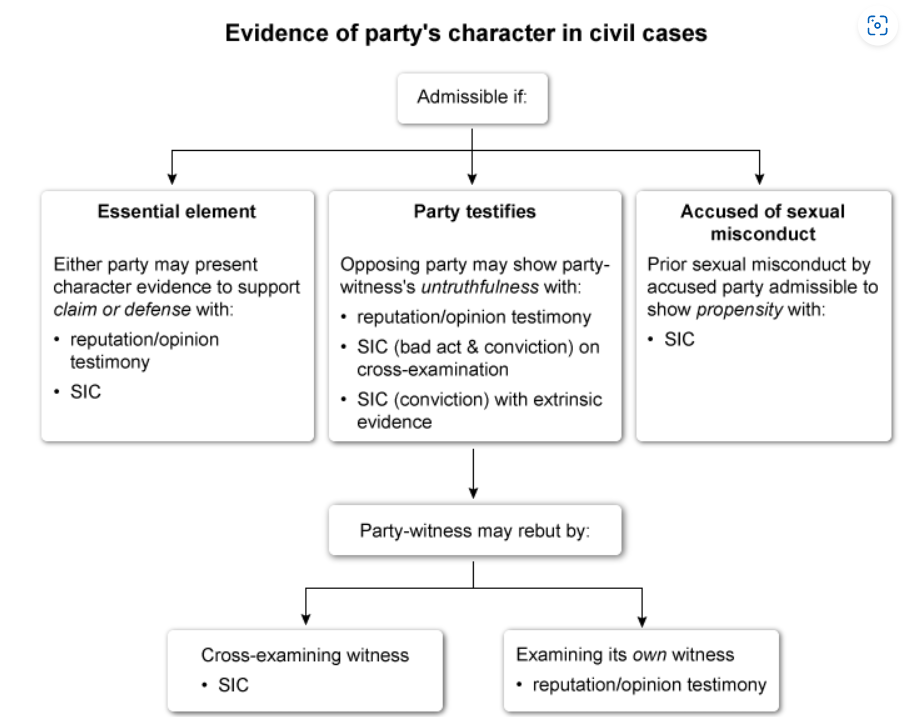 Evidence of party's character in civil cases
Admissible if:
Essential element
Either party may present
character evidence to support
claim or defense with:
• reputation/opinion
testimony
• SIC
Party testifies
Opposing party may show party-
witness's untruthfulness with:
• reputation/opinion testimony
• SIC (bad act & conviction) on
cross-examination
• SIC (conviction) with extrinsic
evidence
Accused of sexual
misconduct
Prior sexual misconduct by
accused party admissible to
show propensity with:
• SIC
Party-witness may rebut by:
Cross-examining witness
• SIC
Examining its own witness
• reputation/opinion testimony